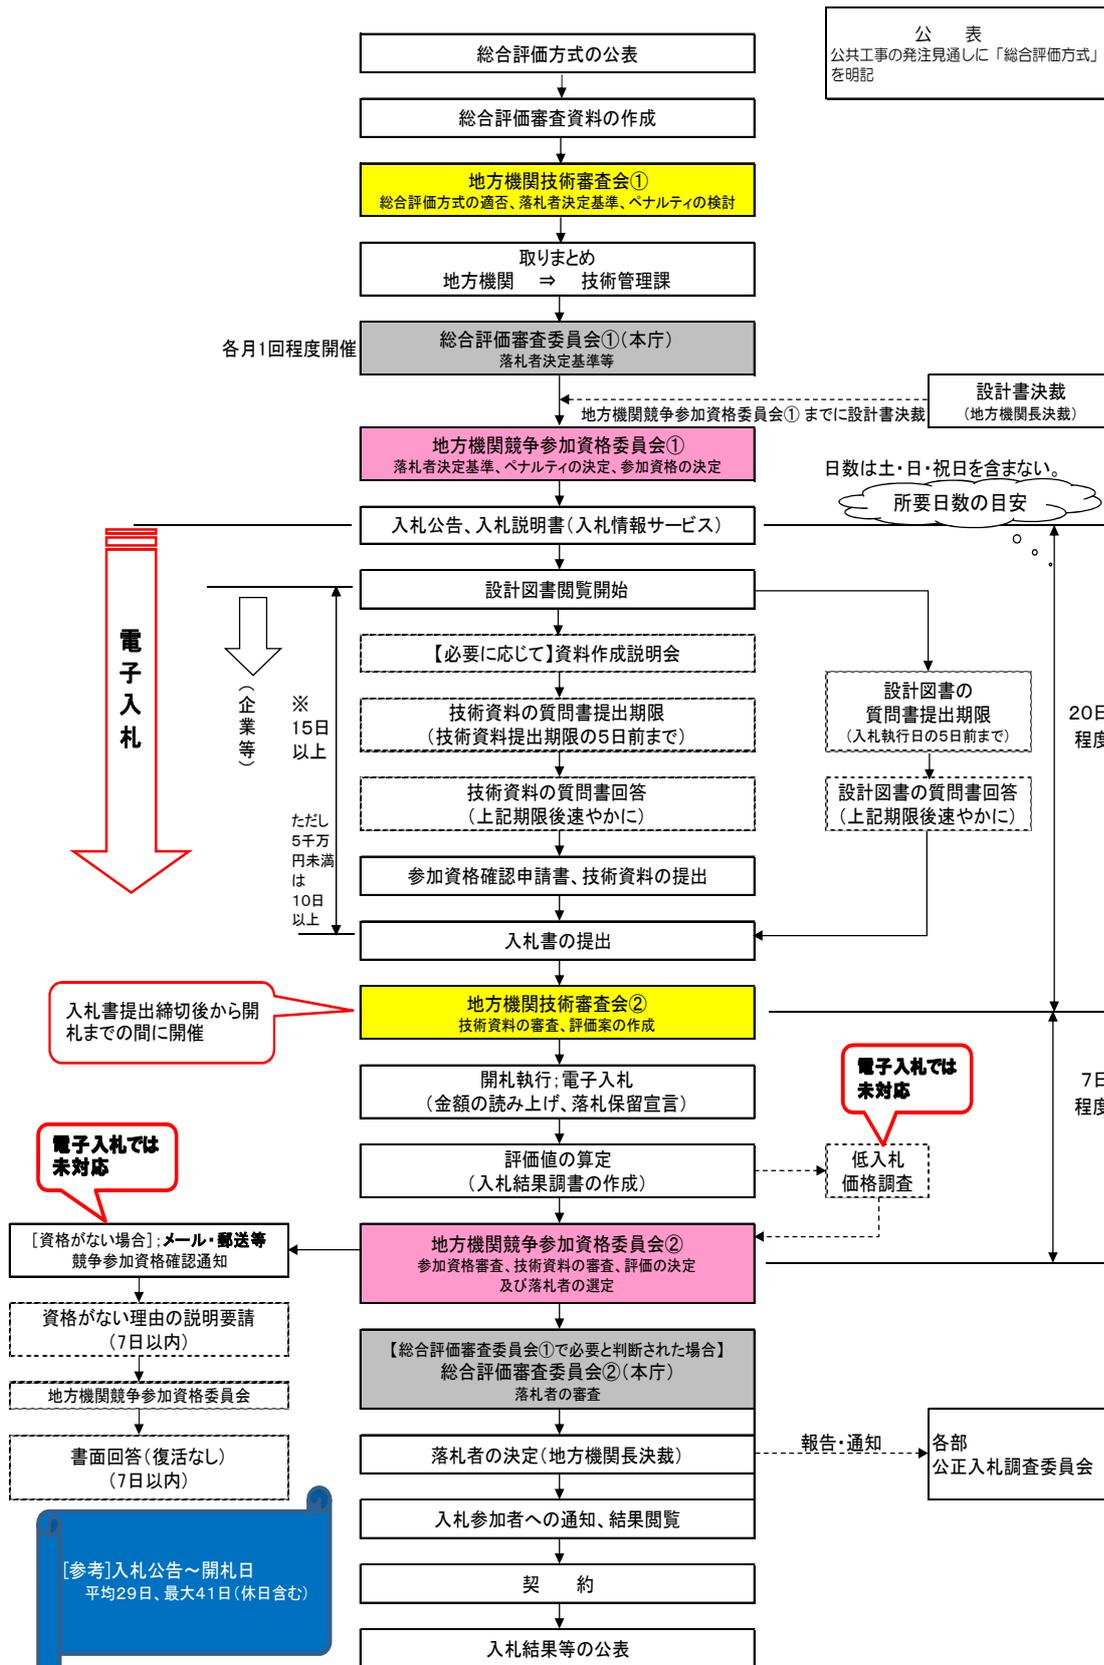 公　表
公共工事の発注見通しに「総合評価方式」
を明記
総合評価方式の公表
総合評価審査資料の作成
地方機関技術審査会①
総合評価方式の適否、落札者決定基準、ペナルティの検討
取りまとめ
地方機関　⇒　技術管理課
各月1回程度開催
総合評価審査委員会①(本庁)
落札者決定基準等
設計書決裁
(地方機関長決裁)
地方機関競争参加資格委員会① までに設計書決裁
地方機関競争参加資格委員会①
落札者決定基準、ペナルティの決定、参加資格の決定
日数は土・日・祝日を含まない。
所要日数の目安
入札公告、入札説明書(入札情報サービス)
電子入札
設計図書閲覧開始
(企業等)
※
15日
以上
ただし
5千万
円未満
は
10日
以上
【必要に応じて】資料作成説明会
技術資料の質問書提出期限
(技術資料提出期限の5日前まで)
技術資料の質問書回答
(上記期限後速やかに)
設計図書の
質問書提出期限
(入札執行日の5日前まで)
設計図書の質問書回答
(上記期限後速やかに)
20日
程度
参加資格確認申請書、技術資料の提出
入札書の提出
入札書提出締切後から開
札までの間に開催
地方機関技術審査会②
技術資料の審査、評価案の作成
開札執行;電子入札
(金額の読み上げ、落札保留宣言)
電子入札では
未対応
7日
程度
評価値の算定
(入札結果調書の作成)
低入札
価格調査
電子入札では
未対応
地方機関競争参加資格委員会②
参加資格審査、技術資料の審査、評価の決定
及び落札者の選定
[資格がない場合];メール・郵送等
競争参加資格確認通知
資格がない理由の説明要請
(7日以内)
地方機関競争参加資格委員会
書面回答(復活なし)
(7日以内)
【総合評価審査委員会①で必要と判断された場合】
総合評価審査委員会②(本庁)
落札者の審査
落札者の決定(地方機関長決裁)
報告・通知
各部
公正入札調査委員会
入札参加者への通知、結果閲覧
契　約
入札結果等の公表
[参考]入札公告～開札日
平均29日、最大41日(休日含む)